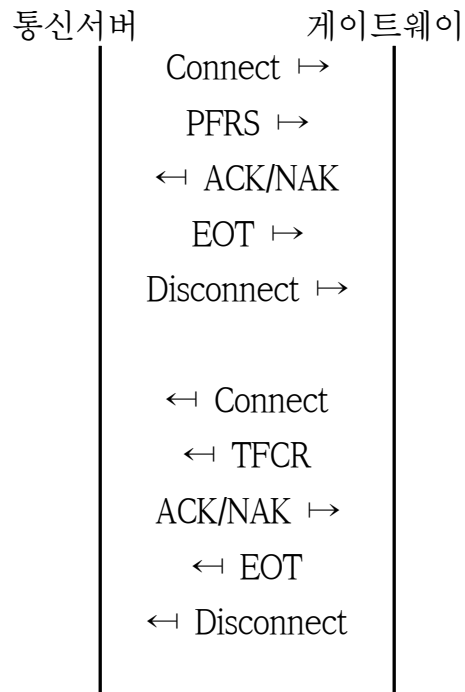 통신서버 게이트웨이
Connect ↦
PFRS ↦
↤ ACK/NAK
EOT ↦
Disconnect ↦
↤ Connect
↤ TFCR
ACK/NAK ↦
↤ EOT
↤ Disconnect